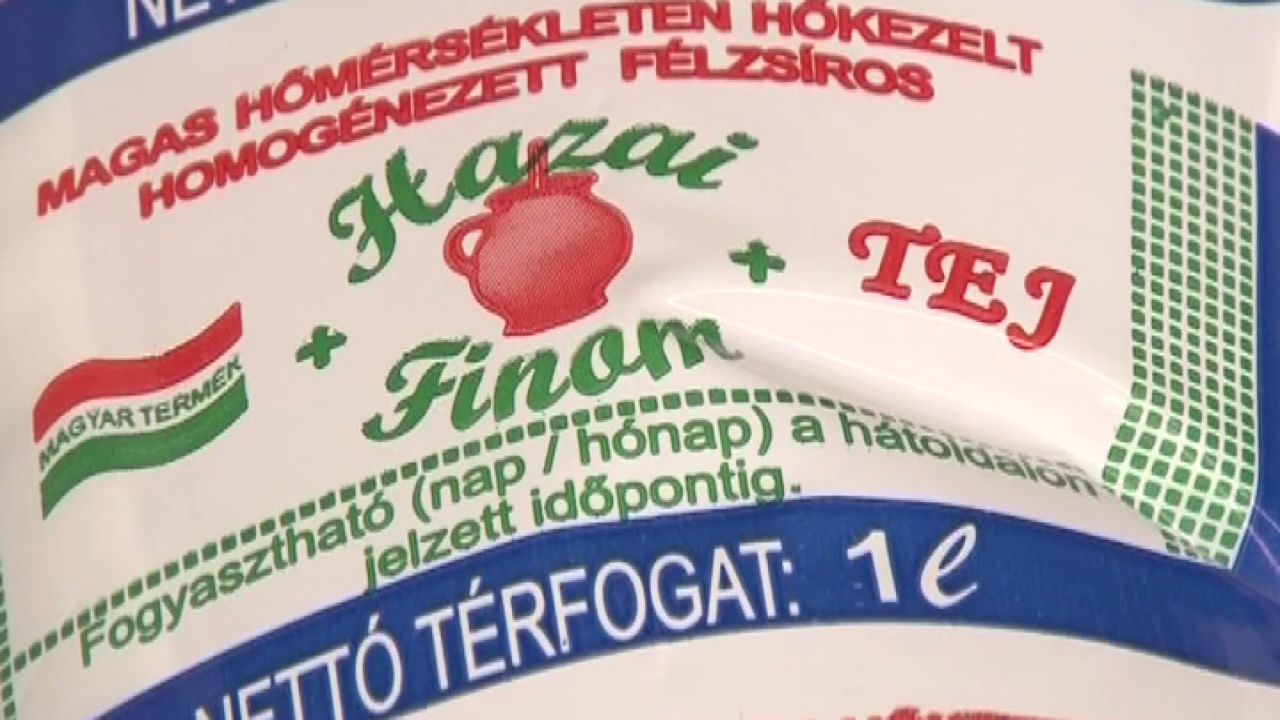 MAGAS HŐMÉRSÉKLETEN HŐKEZELT
HOMOGÉNEZETT FÉLZSÍROS
Hazai
+ TEJ
MAGYAR TERMÉK +
Finom
Fogyasztható (nap / hónap) a hátoldalon
jelzett időpontig.
NETTÓ TÉRFOGAT: 1 ℓ